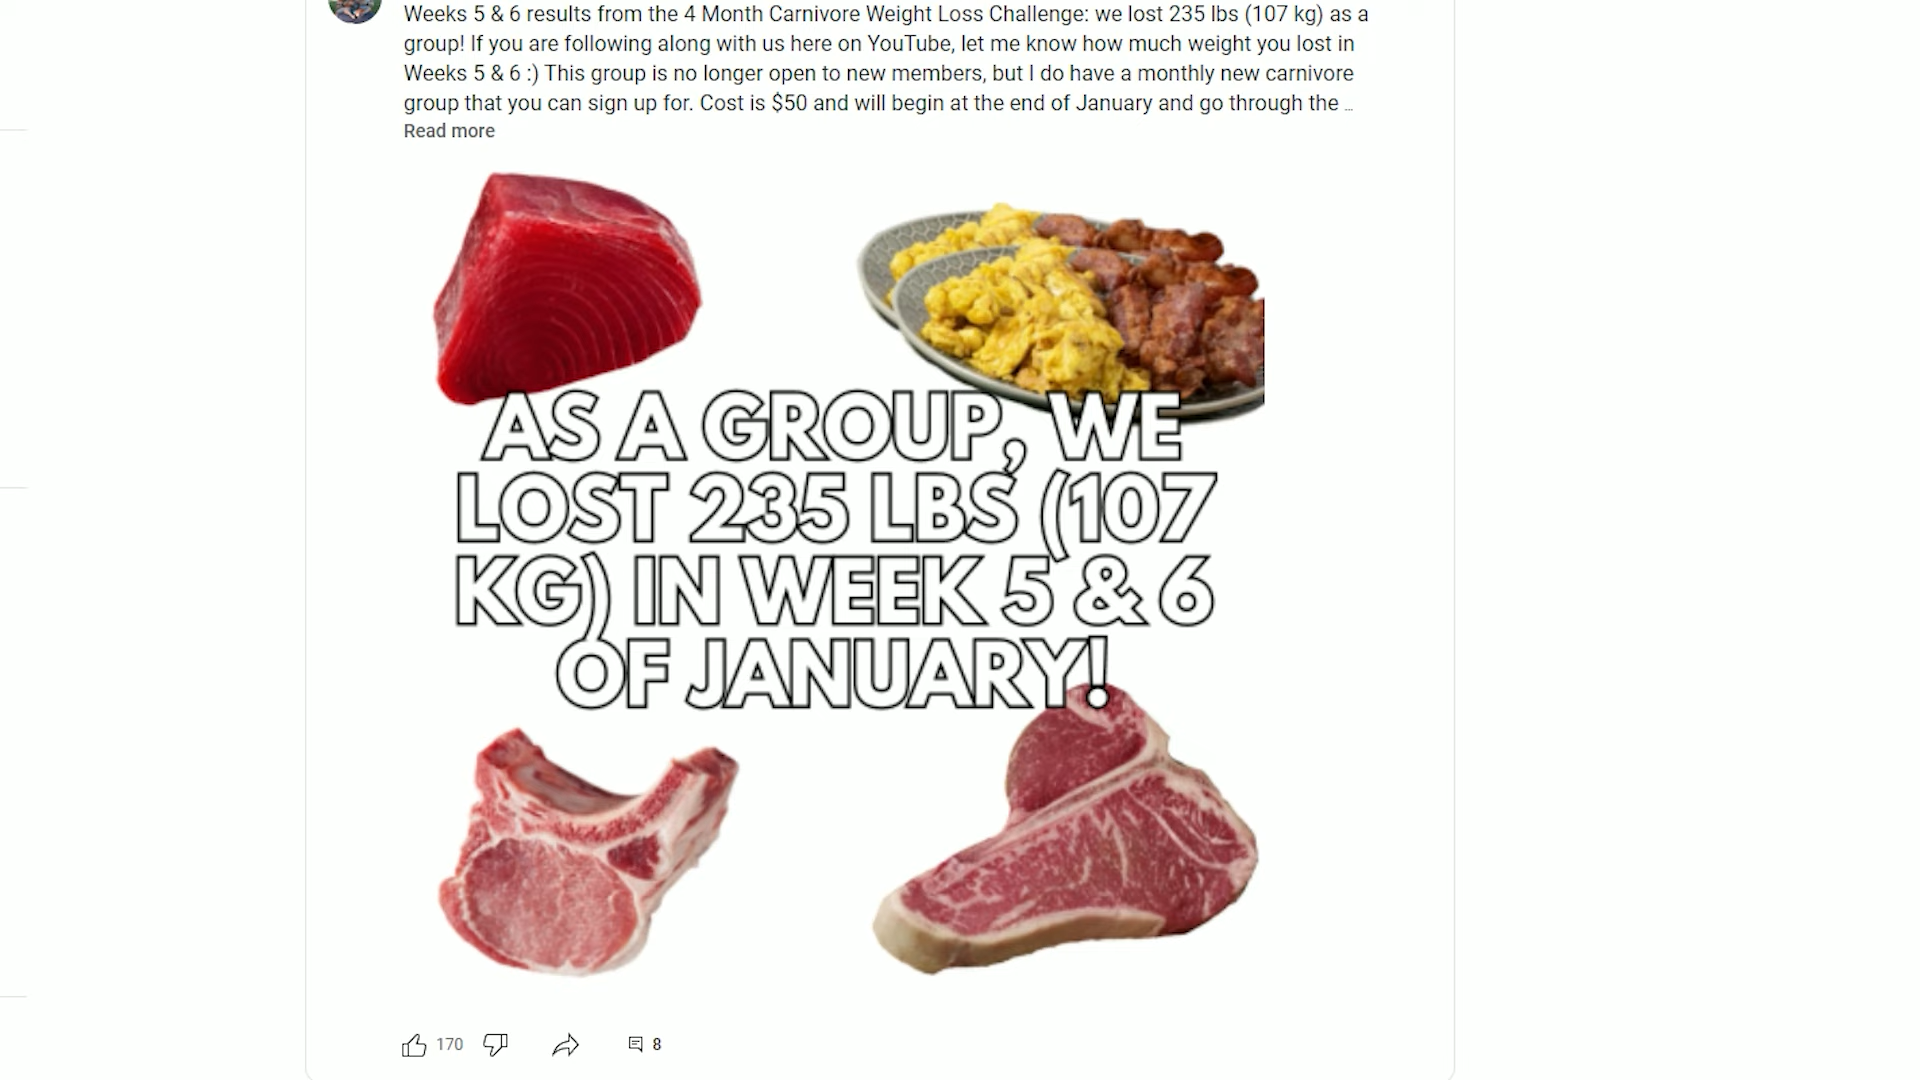 Weeks 5 & 6 results from the 4 Month Carnivore Weight Loss Challenge: we lost 235 lbs (107 kg) as a
group! If you are following along with us here on YouTube, let me know how much weight you lost in
Weeks 5 & 6 :) This group is no longer open to new members, but I do have a monthly new carnivore
group that you can sign up for. Cost is $50 and will begin at the end of January and go through the ...
Read more
AS A GROUP, WE
LOST 235 LBS (107
KG) IN WEEK 5 & 6
OF JANUARY!
170
8